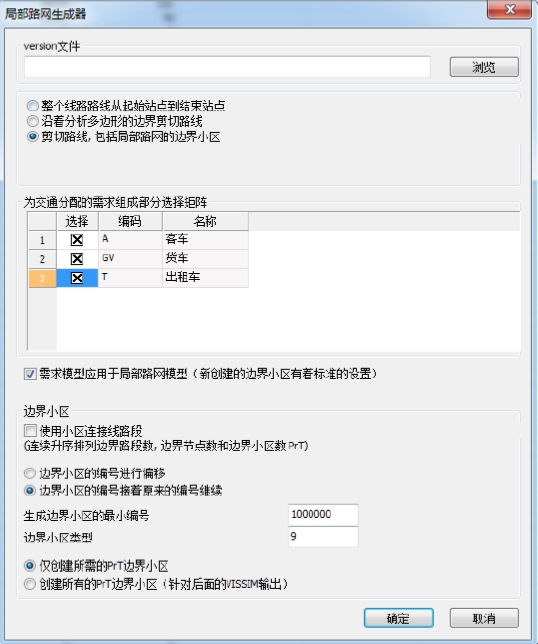 局部路网生成器
version文件
浏览
整个线路路线从起始站点到结束站点
沿着分析多边形的边界剪切路线
剪切路线,包括局部路网的边界小区
为交通分配的需求组成部分选择矩阵
选择 编码 名称
1 A 客车
2 GV 货车
3 T 出租车
需求模型应用于局部路网模型（新创建的边界小区有着标准的设置）
边界小区
使用小区连接线路段
(连续升序排列边界路段数,边界节点数和边界小区数 PrT)
边界小区的编号进行偏移
边界小区的编号接着原来的编号继续
生成边界小区的最小编号 1000000
边界小区类型 9
仅创建所需的PrT边界小区
创建所有的PrT边界小区（针对后面的VISSIM输出）
确定 取消